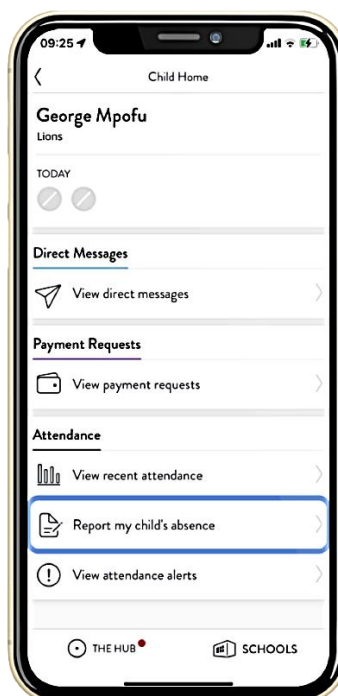 09:25
Child Home
George Mpofu
Lions
TODAY
Direct Messages
View direct messages
Payment Requests
View payment requests
Attendance
View recent attendance
Report my child's absence
View attendance alerts
THE HUB
SCHOOLS